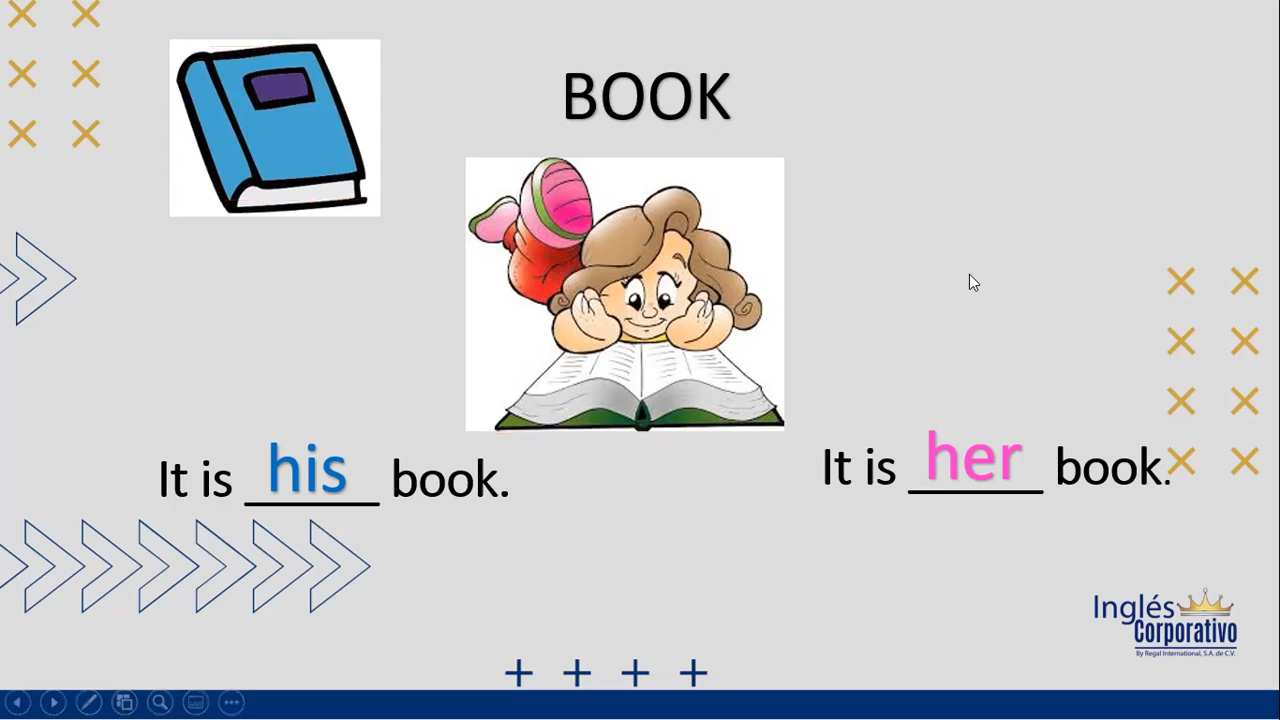 BOOK
It is his book.
It is her book.
Inglés
Corporativo
By Regal International, S.A. de C.V.